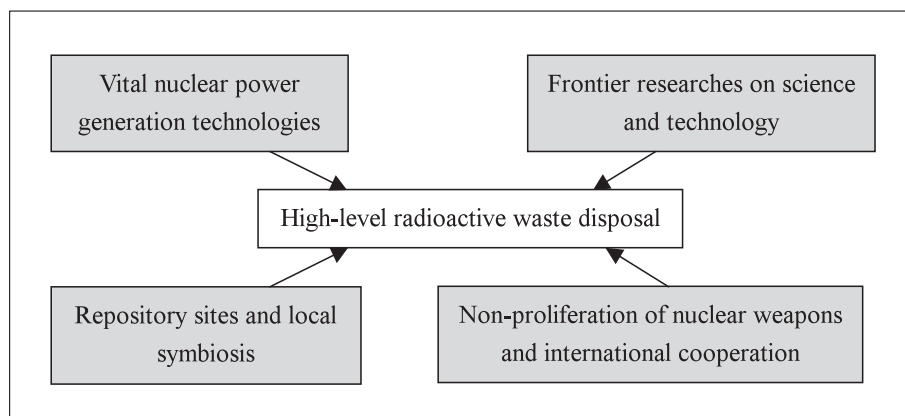 Vital nuclear power
generation technologies
Frontier researches on science
and technology
High-level radioactive waste disposal
Repository sites and local
symbiosis
Non-proliferation of nuclear weapons
and international cooperation